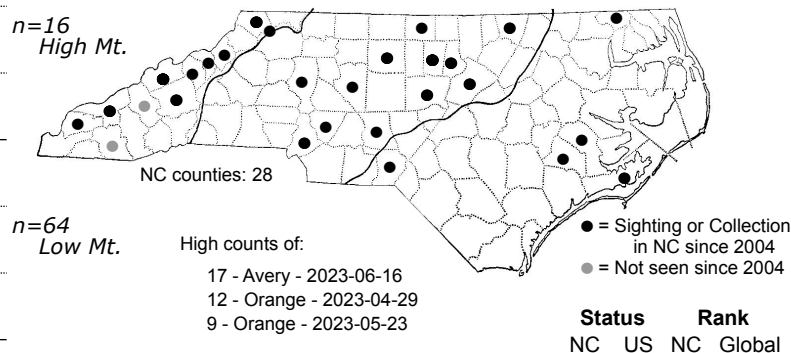 n=16
High Mt.
NC counties: 28
n=64
Low Mt.
High counts of:
17 - Avery - 2023-06-16
12 - Orange - 2023-04-29
9 - Orange - 2023-05-23
● = Sighting or Collection
in NC since 2004
● = Not seen since 2004
Status Rank
NC US NC Global